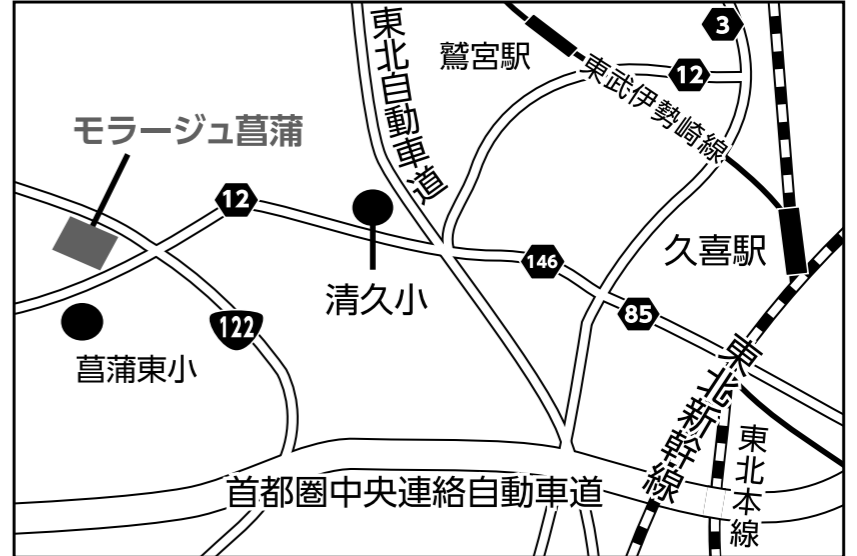 東北自動車道
鷲宮駅
3
12
東武伊勢崎線
モラージュ菖蒲
12
清久小
146
久喜駅
85
122
菖蒲東小
東北新幹線
東北本線
首都圏中央連絡自動車道